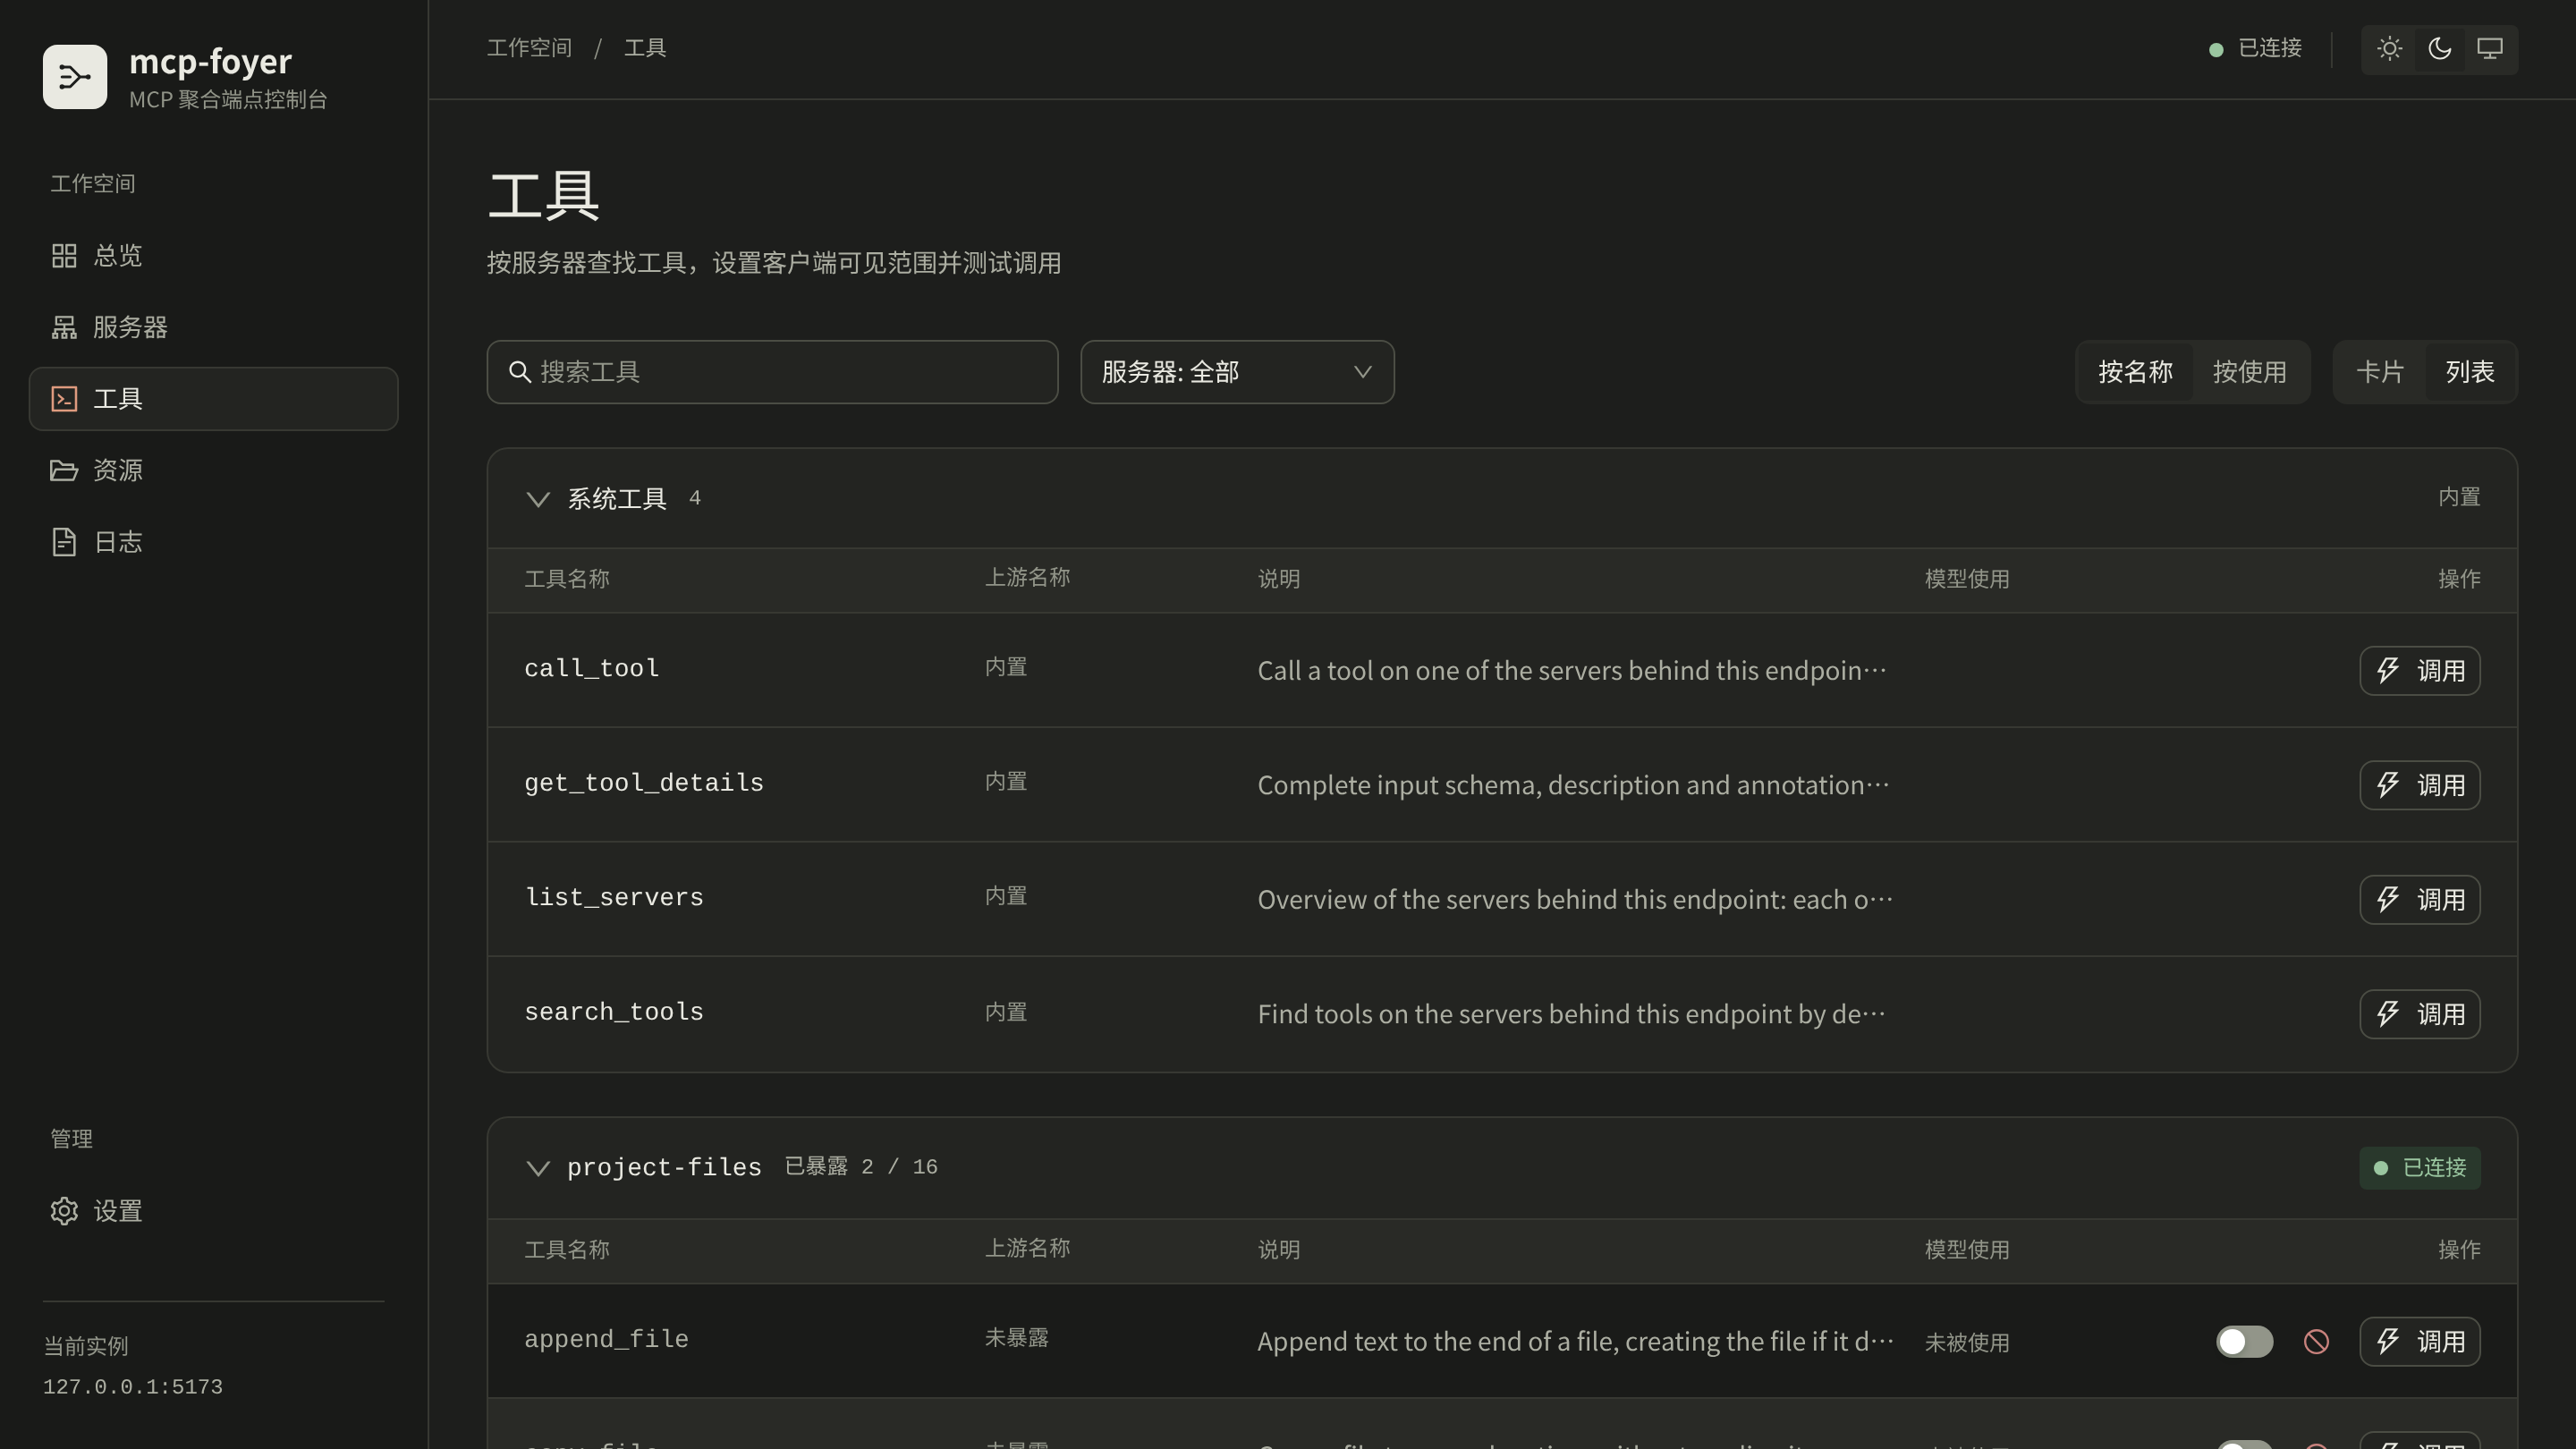 mcp-foyer
MCP 聚合端点控制台
工作空间
总览
服务器
工具
资源
日志
管理
设置
当前实例
127.0.0.1:5173
工作空间 / 工具
已连接
工具
按服务器查找工具，设置客户端可见范围并测试调用
搜索工具
服务器: 全部
按名称 按使用
卡片 列表
系统工具 4 内置
工具名称 上游名称 说明 模型使用 操作
call_tool 内置 Call a tool on one of the servers behind this endpoin… 调用
get_tool_details 内置 Complete input schema, description and annotation… 调用
list_servers 内置 Overview of the servers behind this endpoint: each o… 调用
search_tools 内置 Find tools on the servers behind this endpoint by de… 调用
project-files 已暴露 2 / 16 已连接
工具名称 上游名称 说明 模型使用 操作
append_file 未暴露 Append text to the end of a file, creating the file if it d… 未被使用 调用